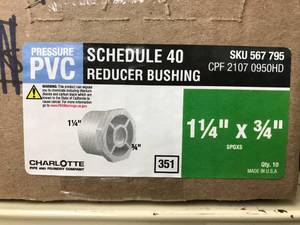 PRESSURE
PVC
SCHEDULE 40
REDUCER BUSHING
SKU 567 795
CPF 2107 0950HD
WARNING:
1¼"
¾"
1¼" x ¾"
SPGXS
CHARLOTTE
PIPE AND FOUNDRY COMPANY
351
Qty. 10
MADE IN U.S.A.